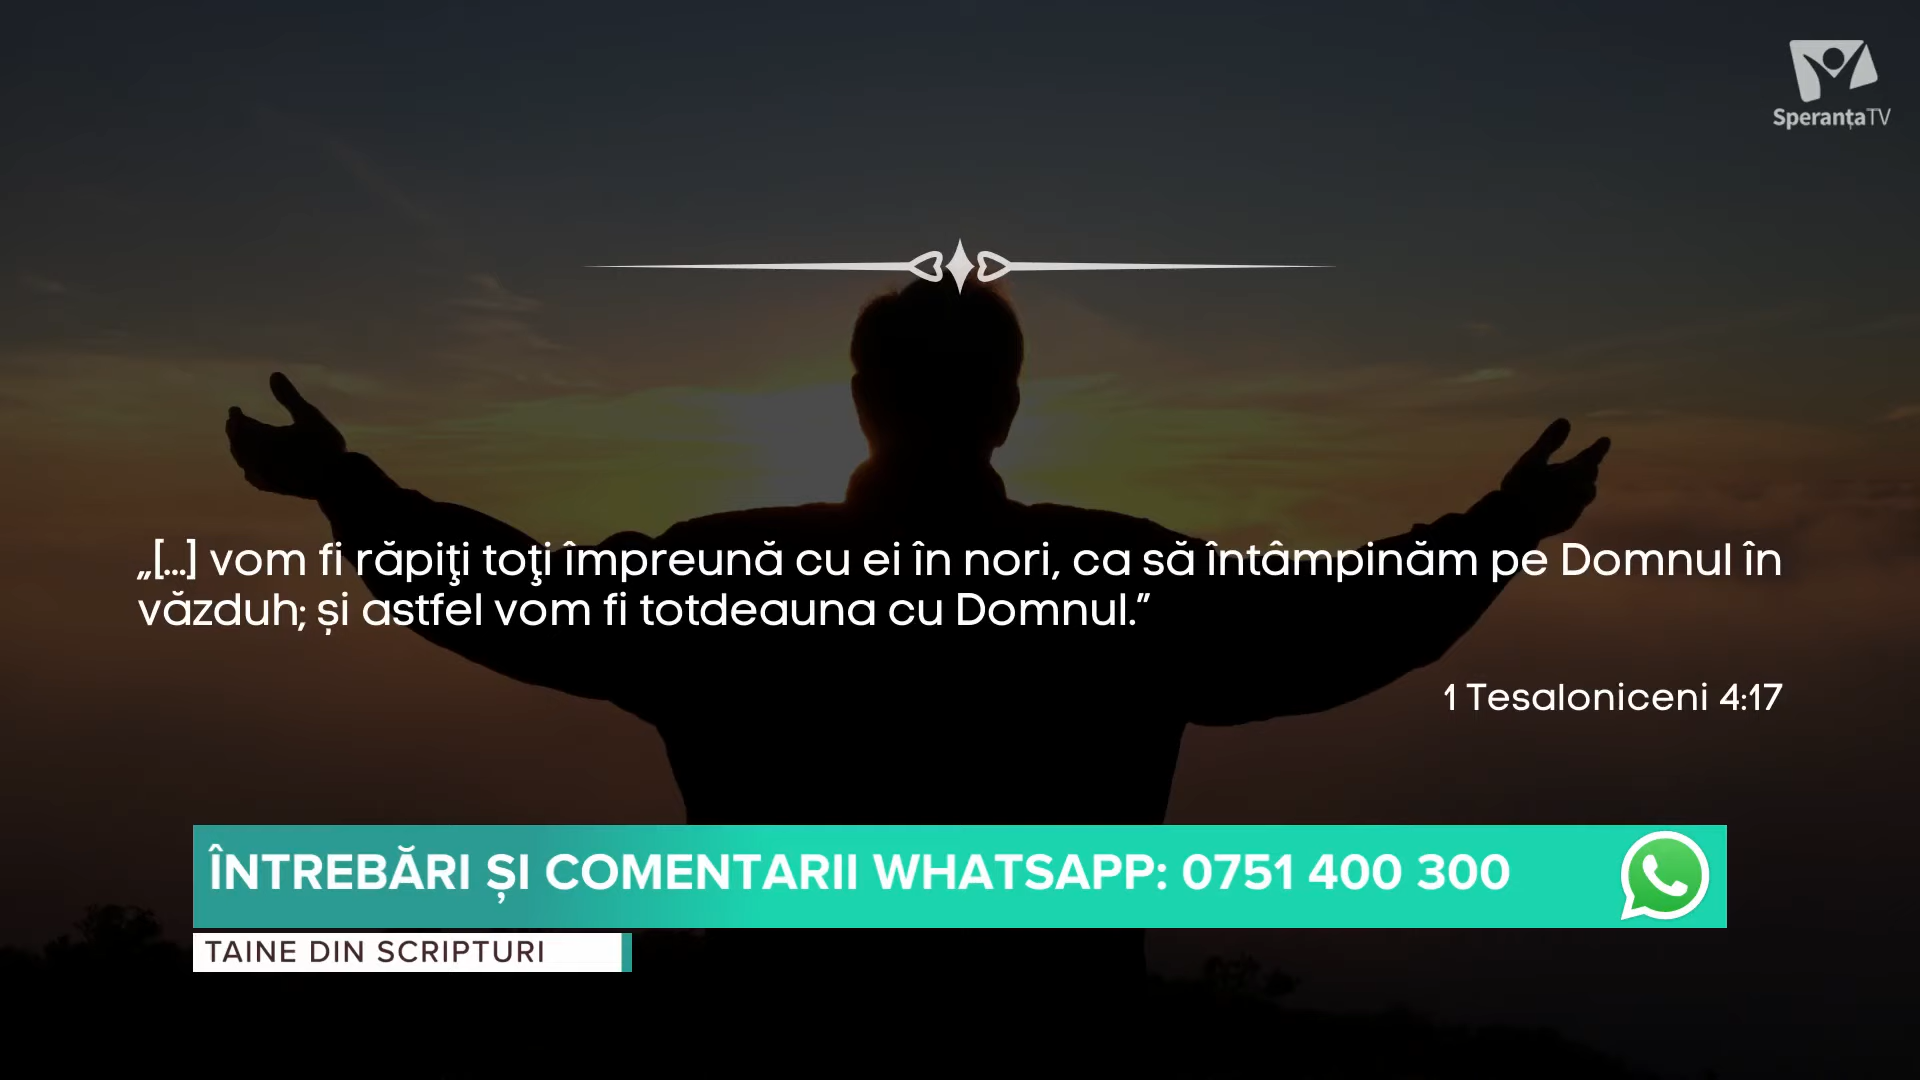 SperanțaTV
„[...] vom fi răpiţi toţi împreună cu ei în nori, ca să întâmpinăm pe Domnul în
văzduh; și astfel vom fi totdeauna cu Domnul.”
1 Tesaloniceni 4:17
ÎNTREBĂRI ȘI COMENTARII WHATSAPP: 0751 400 300
TAINE DIN SCRIPTURI